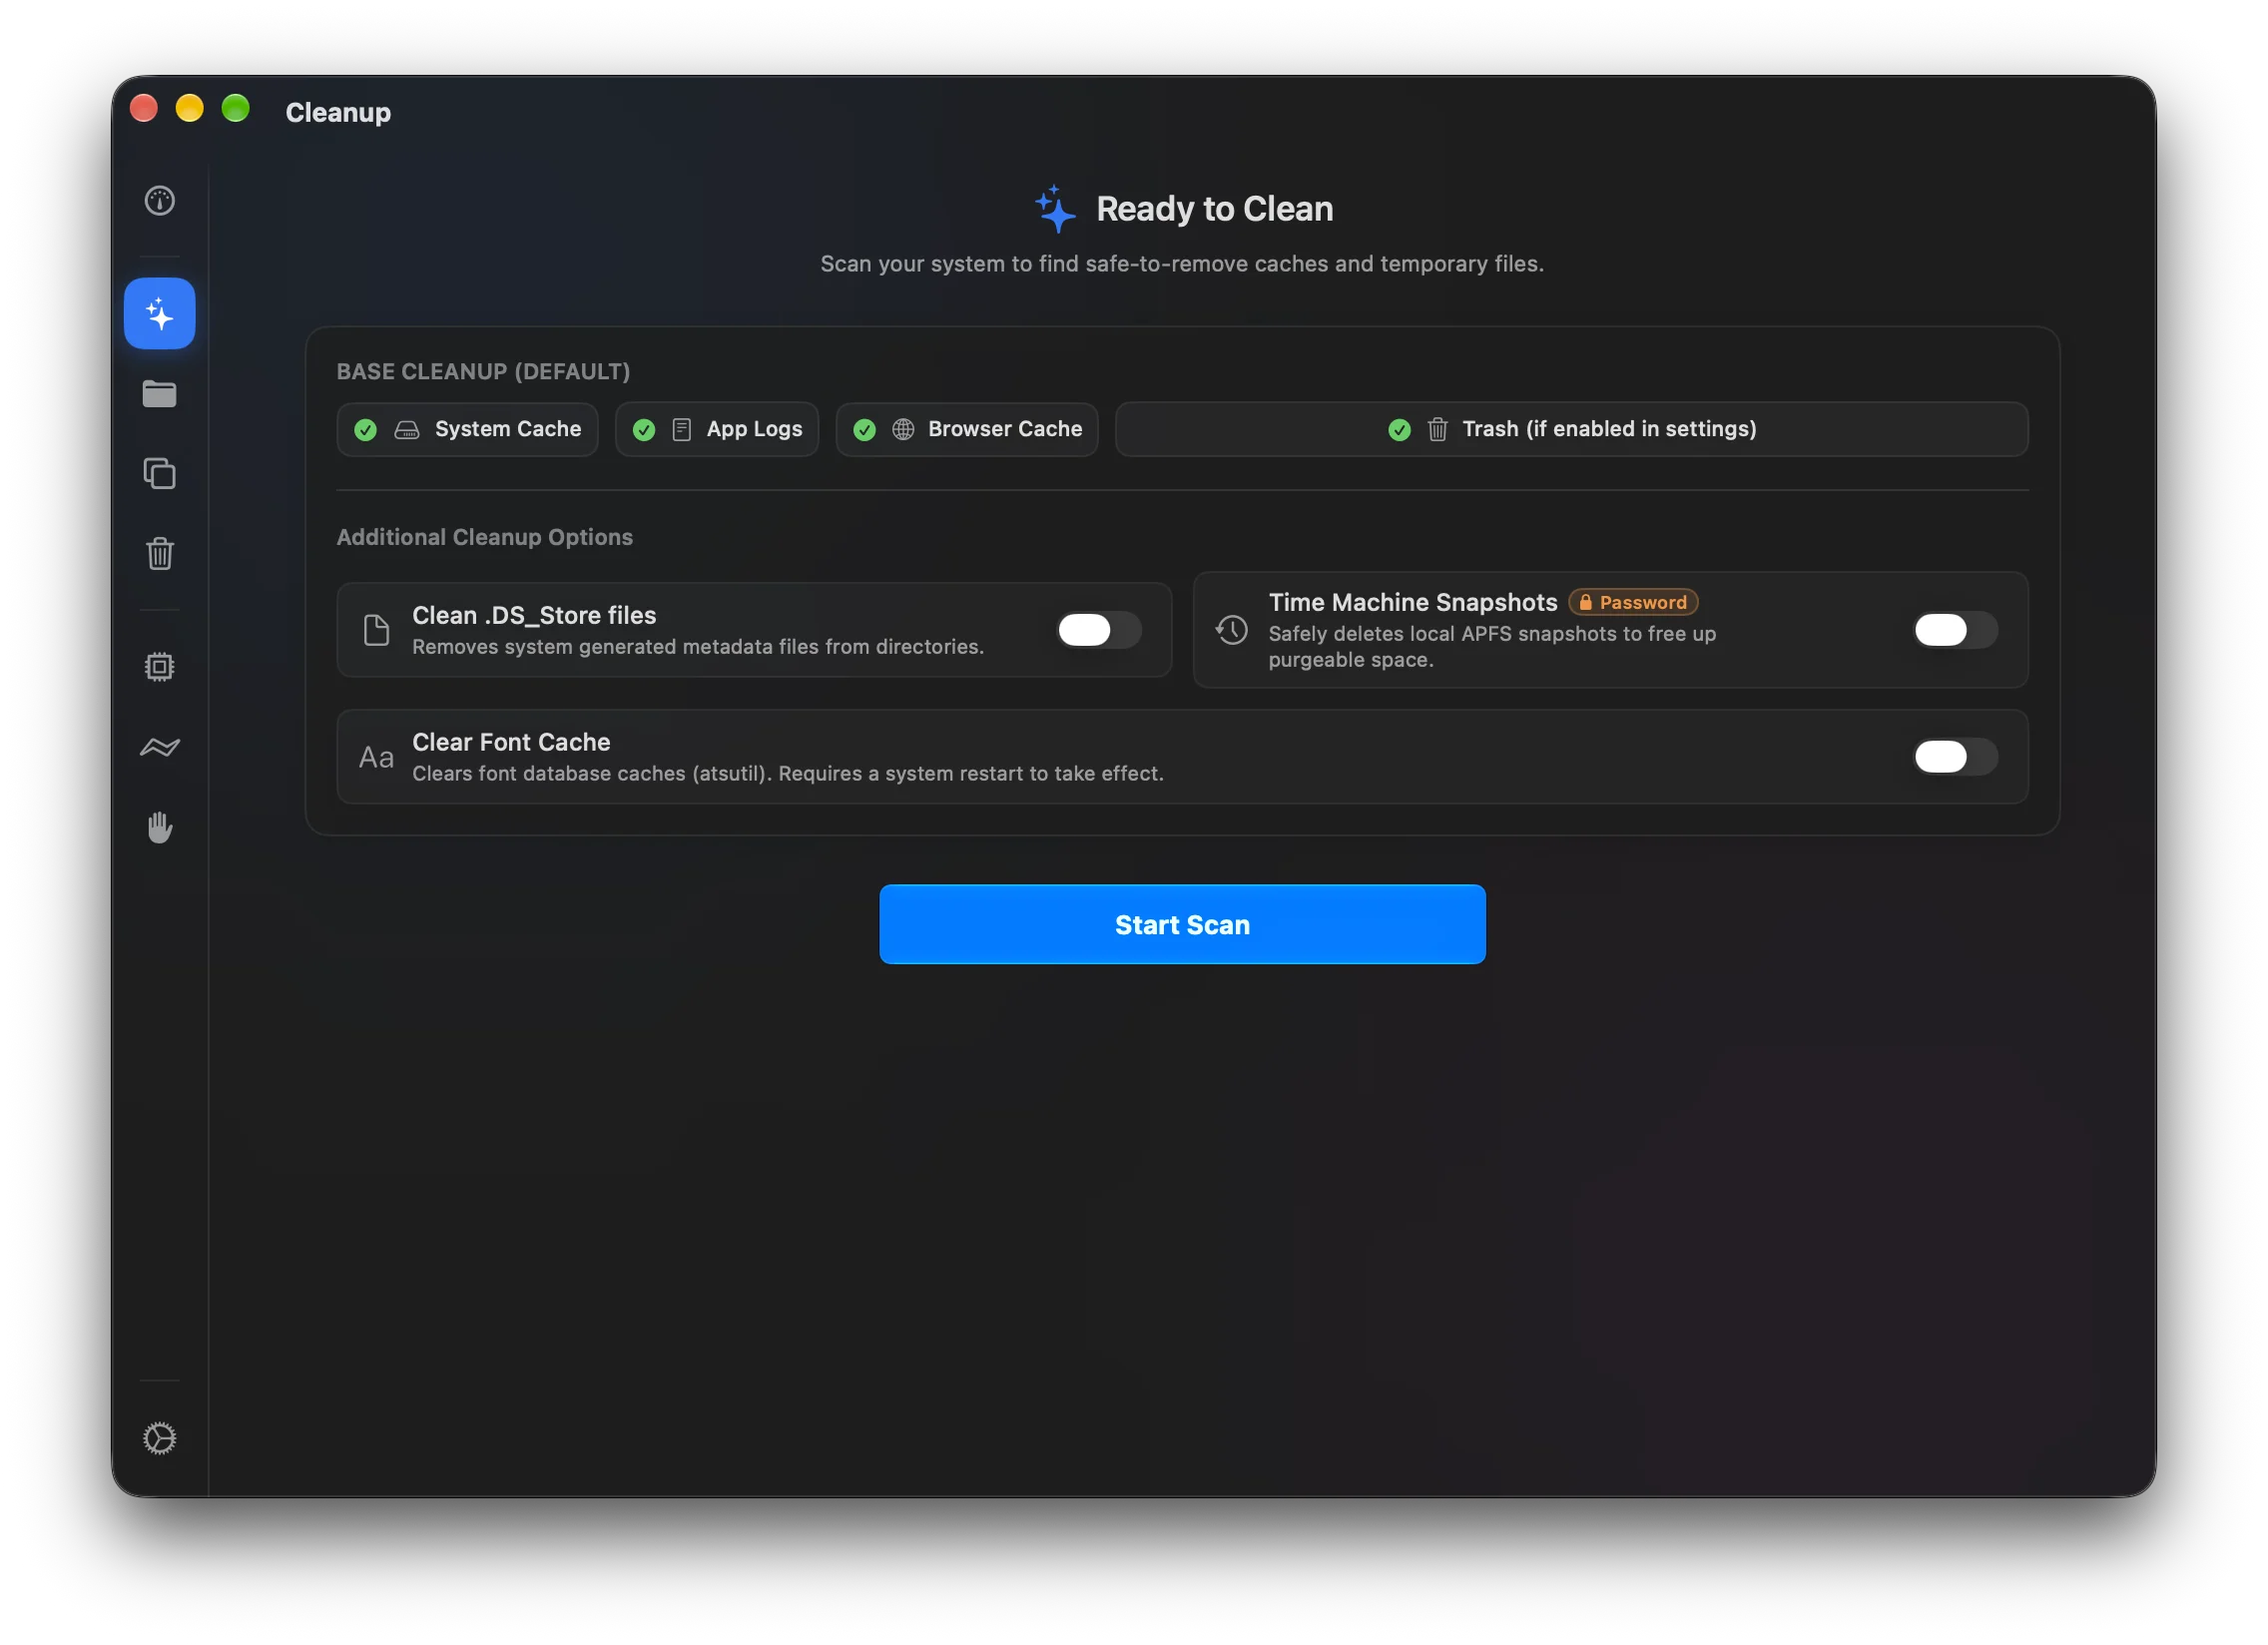 Cleanup
Ready to Clean
Scan your system to find safe-to-remove caches and temporary files.
BASE CLEANUP (DEFAULT)
System Cache
App Logs
Browser Cache
Trash (if enabled in settings)
Additional Cleanup Options
Clean .DS_Store files
Removes system generated metadata files from directories.
Time Machine Snapshots
Password
Safely deletes local APFS snapshots to free up
purgeable space.
Aa
Clear Font Cache
Clears font database caches (atsutil). Requires a system restart to take effect.
Start Scan